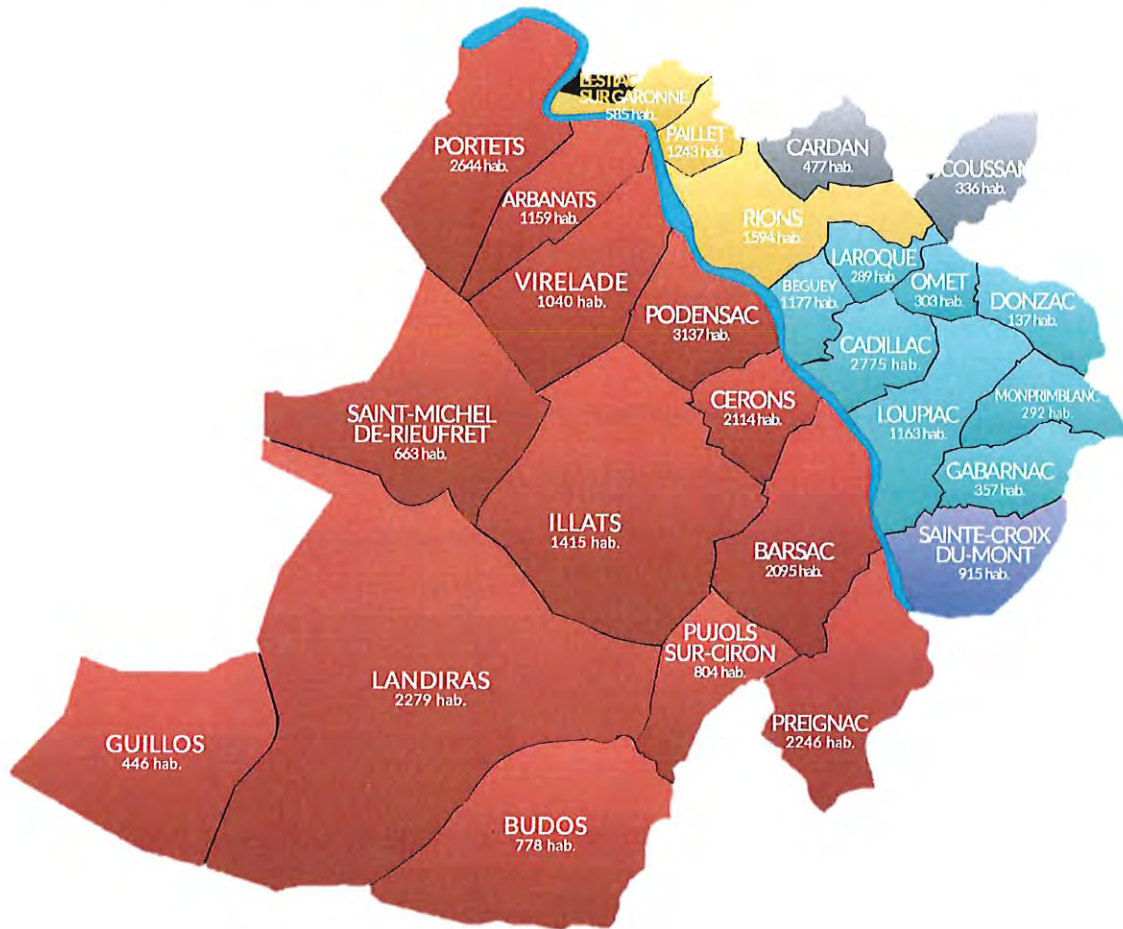 LESTIAC
SUR GARONNE
585 hab.
PAILLET
1243 hab.
CARDAN
477 hab.
PORTETS
2644 hab.
336 hab.
ARBANATS
1159 hab.
RIONS
1594 hab.
LAROQUE
289 hab.
VIRELADE
1040 hab.
BEGUEY
1177 hab.
OMET
303 hab.
DONZAC
137 hab.
PODENSAC
3137 hab.
CADILLAC
2775 hab.
CERONS
2114 hab.
MONPRIMBLANC
292 hab.
SAINT-MICHEL
DE-RIEUFRET
663 hab.
LOUPIAC
1163 hab.
GABARNAC
357 hab.
ILLATS
1415 hab.
SAINTE-CROIX
DU-MONT
915 hab.
BARSAC
2095 hab.
PUJOLS
SUR-CIRON
804 hab.
LANDIRAS
2279 hab.
PREIGNAC
2246 hab.
GUILLOS
446 hab.
BUDOS
778 hab.